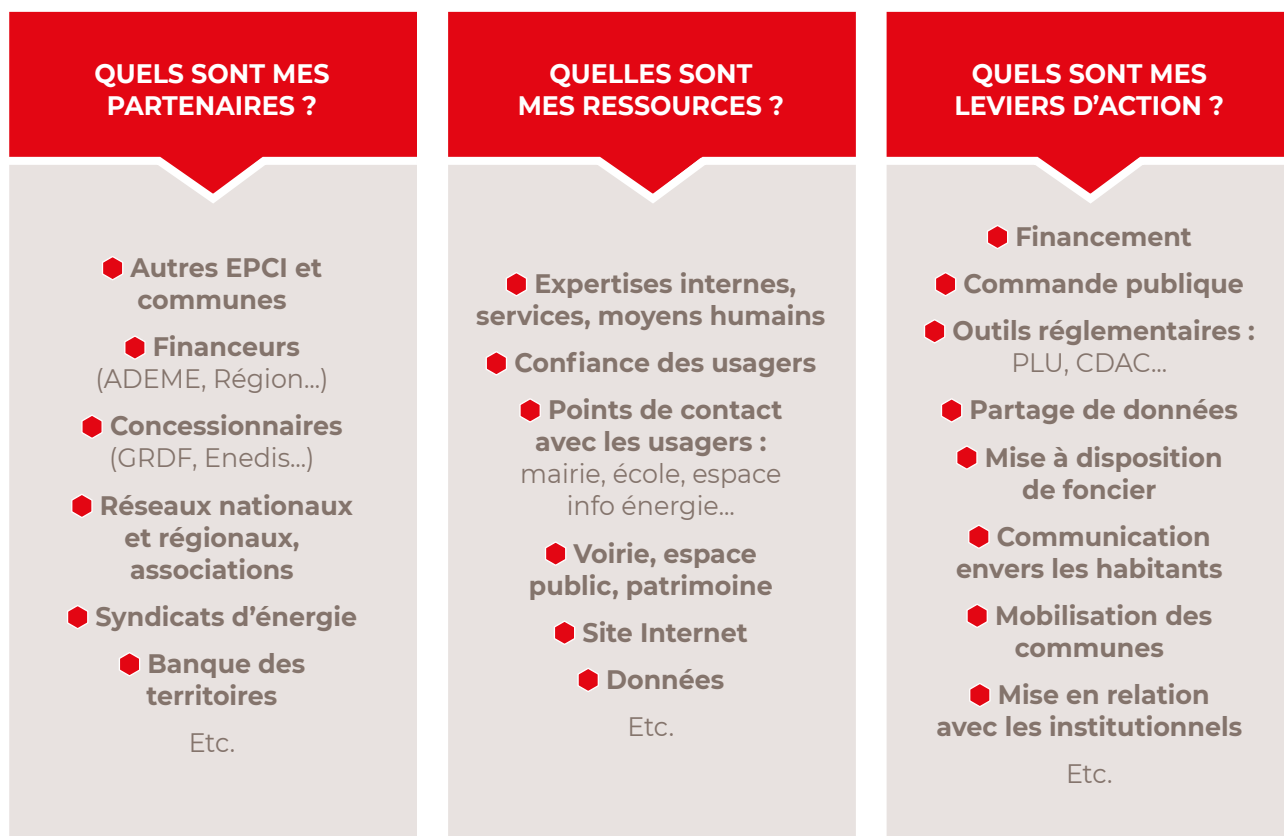 QUELS SONT MES
PARTENAIRES ?
Autres EPCI et
communes
Financeurs
(ADEME, Région...)
Concessionnaires
(GRDF, Enedis...)
Réseaux nationaux
et régionaux,
associations
Syndicats d’énergie
Banque des
territoires
Etc.
QUELLES SONT
MES RESSOURCES ?
Expertises internes,
services, moyens humains
Confiance des usagers
Points de contact
avec les usagers :
mairie, école, espace
info énergie...
Voirie, espace
public, patrimoine
Site Internet
Données
Etc.
QUELS SONT MES
LEVIERS D’ACTION ?
Financement
Commande publique
Outils réglementaires :
PLU, CDAC...
Partage de données
Mise à disposition
de foncier
Communication
envers les habitants
Mobilisation des
communes
Mise en relation
avec les institutionnels
Etc.